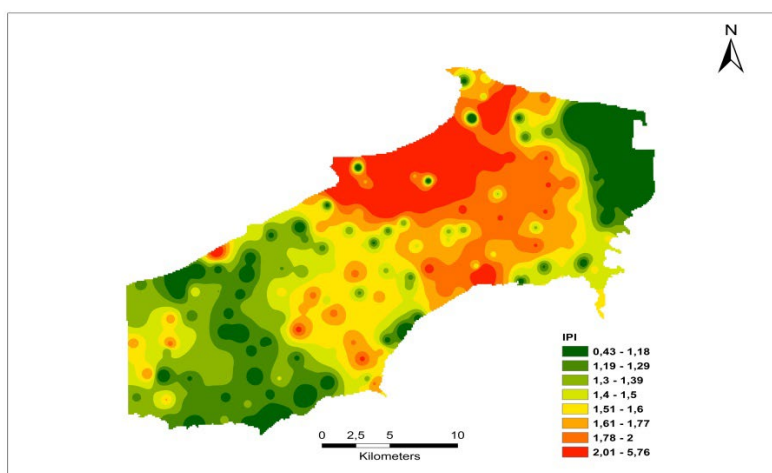 N
IPI
0,43 - 1,18
1,19 - 1,29
1,3 - 1,39
1,4 - 1,5
1,51 - 1,6
1,61 - 1,77
1,78 - 2
2,01 - 5,76
0 2,5 5 10
Kilometers